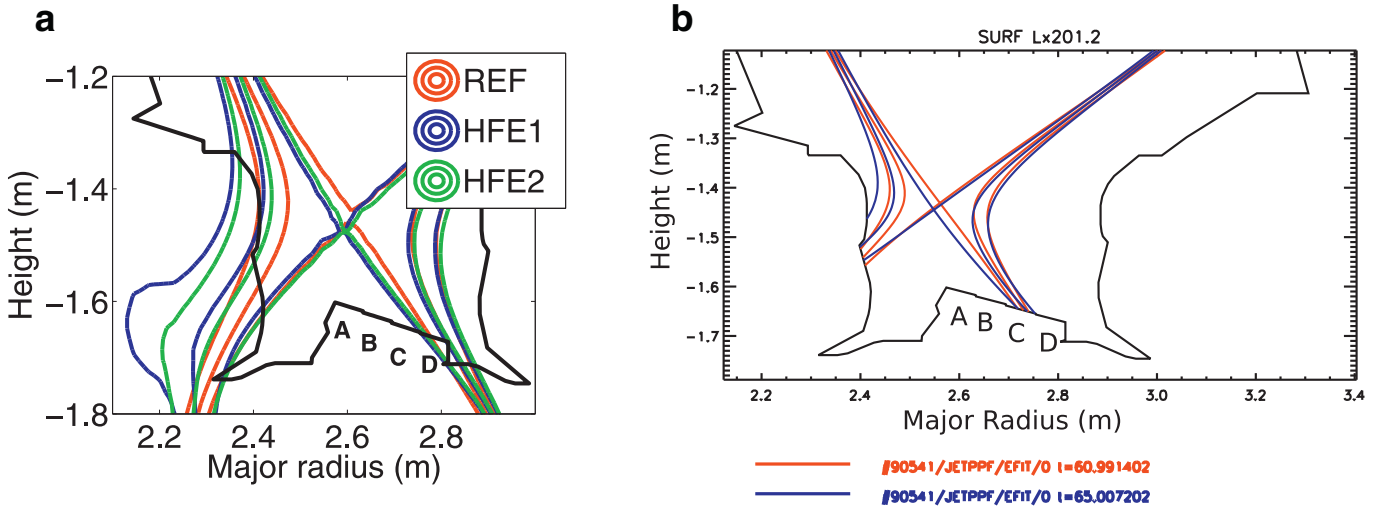 a
REF
HFE1
HFE2
−1.2
−1.4
−1.6
−1.8
Height (m)
A
B
C
D
2.2
2.4
2.6
2.8
Major radius (m)
b
SURF L×201.2
-1.2
-1.3
-1.4
-1.5
-1.6
-1.7
Height (m)
A
B
C
D
2.2
2.4
2.6
2.8
3.0
3.2
3.4
Major Radius (m)
#90541/JETPPF/EFIT/0 t=60.991402
#90541/JETPPF/EFIT/0 t=65.007202